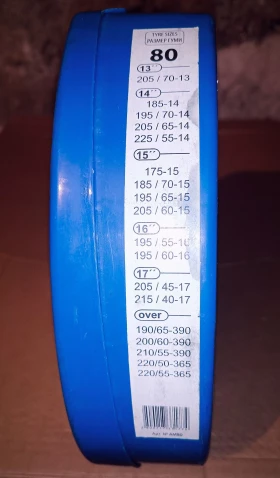 TYRE SIZES
РАЗМЕР ГУМИ
80
13´´
205 / 70-13
14´´
185-14
195 / 70-14
205 / 65-14
225 / 55-14
15´´
175-15
185 / 70-15
195 / 65-15
205 / 60-15
16´´
195 / 55-16
195 / 60-16
17´´
205 / 45-17
215 / 40-17
over
190/65-390
200/60-390
210/55-390
220/50-365
220/55-365